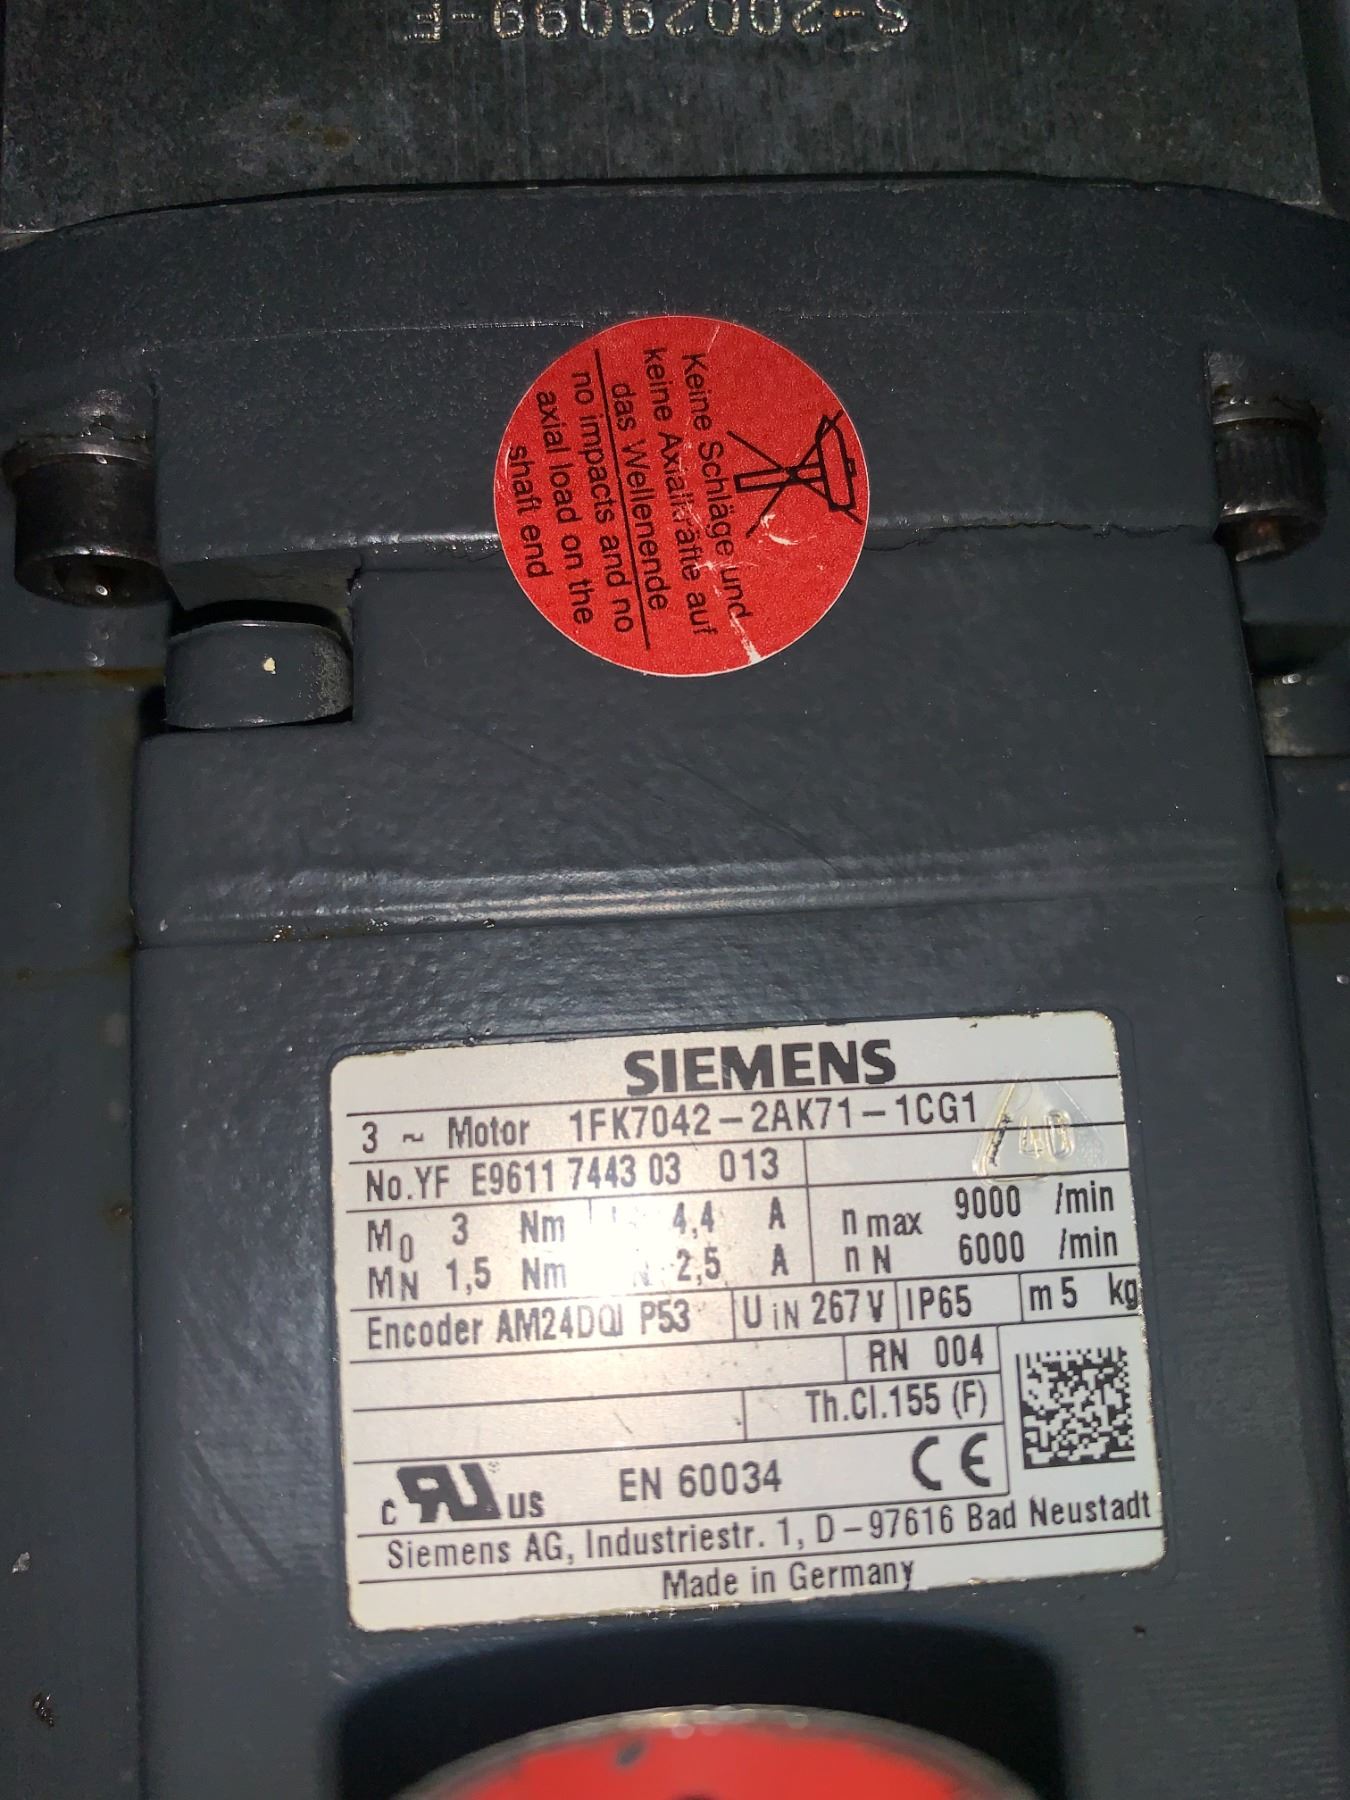 S-20029099-F
Keine Schläge und
keine Axialkräfte auf
das Wellenende
no impacts and no
axial load on the
shaft end
SIEMENS
3 ~ Motor 1FK7042-2AK71-1CG1
No.YF E9611 7443 03 013
M0 3 Nm 4,4 A n max 9000 /min
MN 1,5 Nm N 2,5 A n N 6000 /min
Encoder AM24DQI P53 U iN 267 V IP65 m 5 kg
RN 004
Th.Cl.155 (F)
c RU US EN 60034 CE
Siemens AG, Industriestr. 1, D-97616 Bad Neustadt
Made in Germany